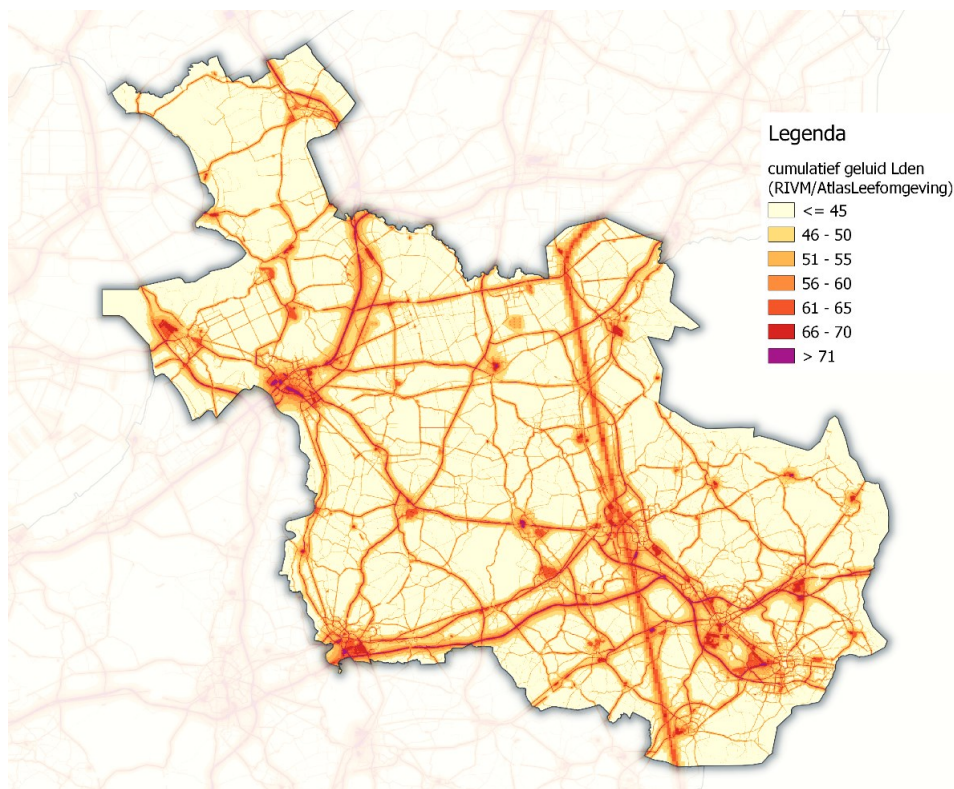 Legenda
cumulatief geluid Lden
(RIVM/AtlasLeefomgeving)
<= 45
46 - 50
51 - 55
56 - 60
61 - 65
66 - 70
> 71